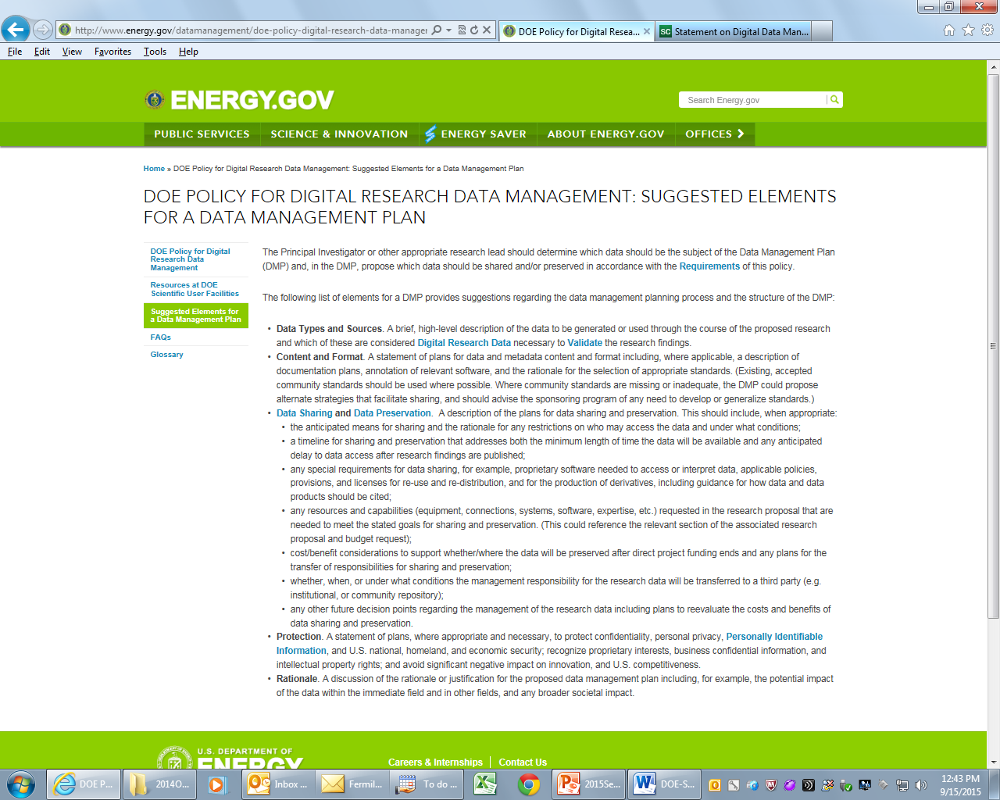 http://www.energy.gov/datamanagement/doe-policy-digital-research-data-manager
DOE Policy for Digital Resea...
SC Statement on Digital Data Man...
File Edit View Favorites Tools Help
ENERGY.GOV
Search Energy.gov
PUBLIC SERVICES SCIENCE & INNOVATION ENERGY SAVER ABOUT ENERGY.GOV OFFICES
Home » DOE Policy for Digital Research Data Management: Suggested Elements for a Data Management Plan
DOE POLICY FOR DIGITAL RESEARCH DATA MANAGEMENT: SUGGESTED ELEMENTS
FOR A DATA MANAGEMENT PLAN
DOE Policy for Digital
Research Data
Management
Resources at DOE
Scientific User Facilities
Suggested Elements for
a Data Management Plan
FAQs
Glossary
The Principal Investigator or other appropriate research lead should determine which data should be the subject of the Data Management Plan
(DMP) and, in the DMP, propose which data should be shared and/or preserved in accordance with the Requirements of this policy.
The following list of elements for a DMP provides suggestions regarding the data management planning process and the structure of the DMP:
• Data Types and Sources. A brief, high-level description of the data to be generated or used through the course of the proposed research
and which of these are considered Digital Research Data necessary to Validate the research findings.
• Content and Format. A statement of plans for data and metadata content and format including, where applicable, a description of
documentation plans, annotation of relevant software, and the rationale for the selection of appropriate standards. (Existing, accepted
community standards should be used where possible. Where community standards are missing or inadequate, the DMP could propose
alternate strategies that facilitate sharing, and should advise the sponsoring program of any need to develop or generalize standards.)
• Data Sharing and Data Preservation. A description of the plans for data sharing and preservation. This should include, when appropriate:
• the anticipated means for sharing and the rationale for any restrictions on who may access the data and under what conditions;
• a timeline for sharing and preservation that addresses both the minimum length of time the data will be available and any anticipated
delay to data access after research findings are published;
• any special requirements for data sharing, for example, proprietary software needed to access or interpret data, applicable policies,
provisions, and licenses for re-use and re-distribution, and for the production of derivatives, including guidance for how data and data
products should be cited;
• any resources and capabilities (equipment, connections, systems, software, expertise, etc.) requested in the research proposal that are
needed to meet the stated goals for sharing and preservation. (This could reference the relevant section of the associated research
proposal and budget request);
• cost/benefit considerations to support whether/where the data will be preserved after direct project funding ends and any plans for the
transfer of responsibilities for sharing and preservation;
• whether, when, or under what conditions the management responsibility for the research data will be transferred to a third party (e.g.
institutional, or community repository);
• any other future decision points regarding the management of the research data including plans to reevaluate the costs and benefits of
data sharing and preservation.
• Protection. A statement of plans, where appropriate and necessary, to protect confidentiality, personal privacy, Personally Identifiable
Information, and U.S. national, homeland, and economic security; recognize proprietary interests, business confidential information, and
intellectual property rights; and avoid significant negative impact on innovation, and U.S. competitiveness.
• Rationale. A discussion of the rationale or justification for the proposed data management plan including, for example, the potential impact
of the data within the immediate field and in other fields, and any broader societal impact.
U.S. DEPARTMENT OF
ENERGY
Careers & Internships Contact Us
DOE P...
2014O...
Inbox ...
Fermil...
To do ...
2015Se...
DOE-S...
12:43 PM
9/15/2015